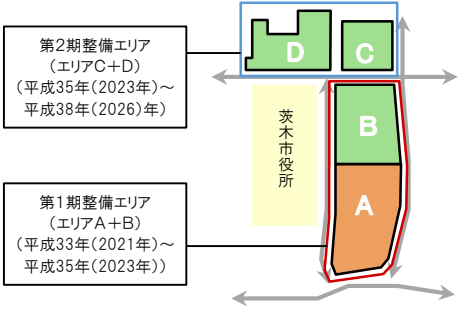 第2期整備エリア
(エリアC+D)
(平成35年(2023年)~
平成38年(2026)年)
D
C
茨木市役所
B
A
第1期整備エリア
(エリアA+B)
(平成33年(2021年)~
平成35年(2023年))